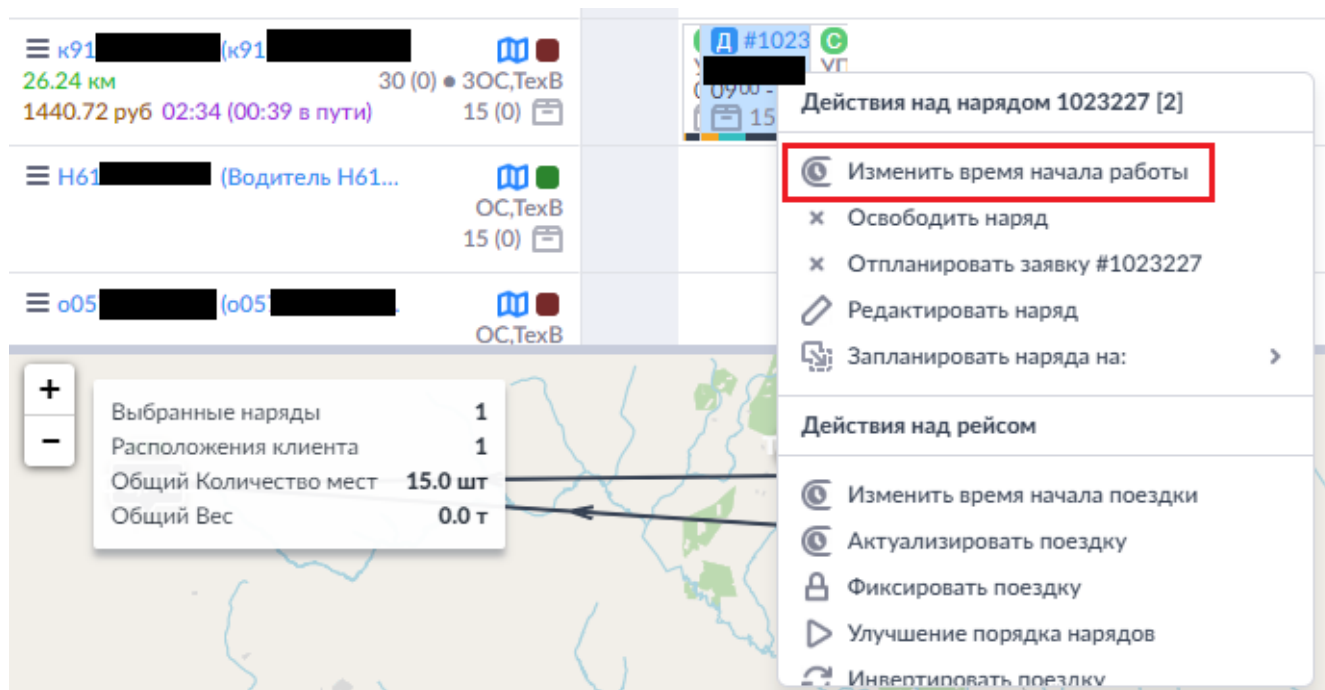 к91 (к91
26.24 км 30 (0) • ЗОС,ТехВ
1440.72 руб 02:34 (00:39 в пути) 15 (0)
Н61 (Водитель Н61...
ОС,ТехВ
15 (0)
о05 (о05
ОС,ТехВ
Д #1023 С
УП
0900 -
15
Действия над нарядом 1023227 [2]
Изменить время начала работы
× Освободить наряд
× Отпланировать заявку #1023227
Редактировать наряд
Запланировать наряда на: >
Действия над рейсом
Изменить время начала поездки
Актуализировать поездку
Фиксировать поездку
Улучшение порядка нарядов
Инвертировать поездку
+
−
Выбранные наряды 1
Расположения клиента 1
Общий Количество мест 15.0 шт
Общий Вес 0.0 т